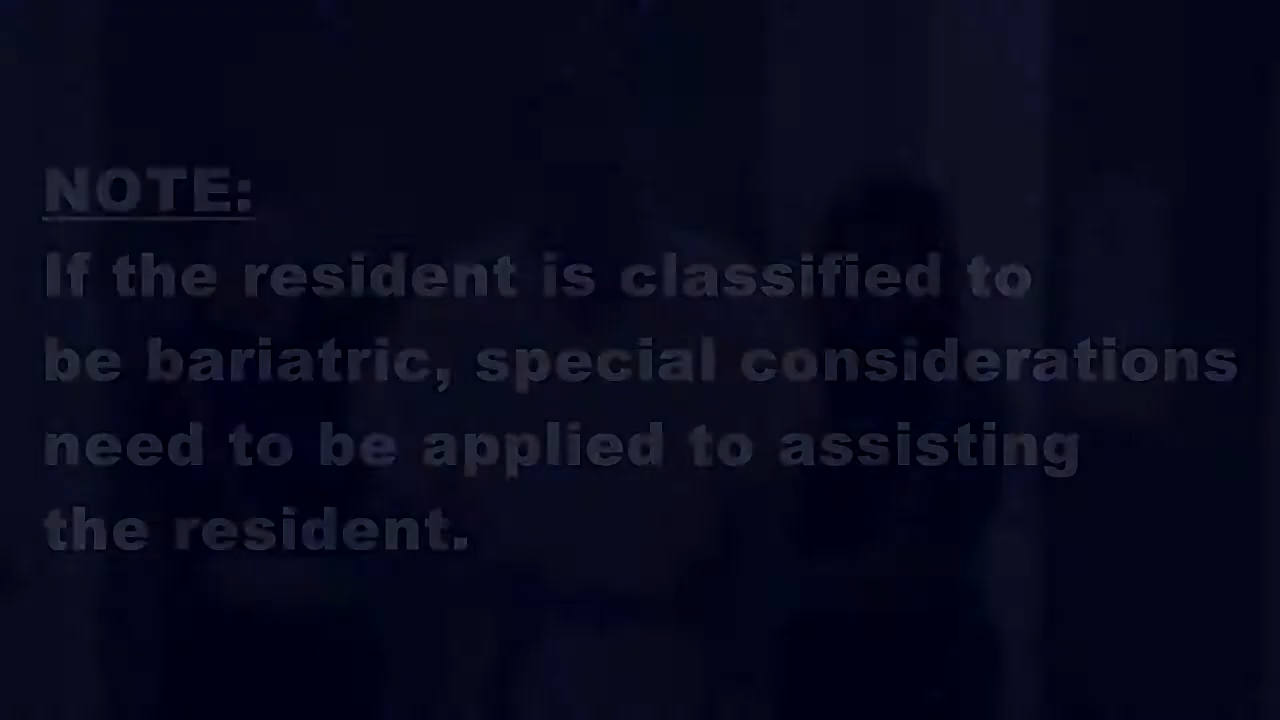 NOTE:
If the resident is classified to
be bariatric, special considerations
need to be applied to assisting
the resident.